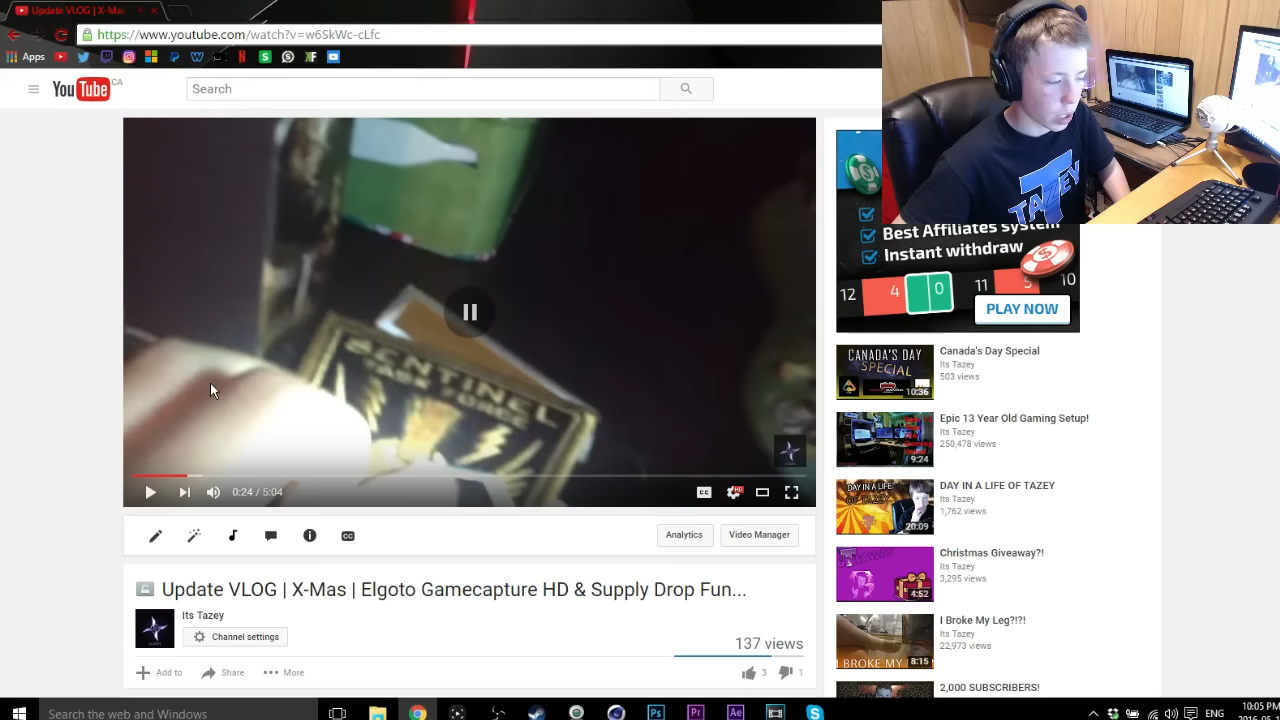 Update VLOG | X-Mas
https://www.youtube.com/watch?v=w6SkWc-cLfc
Apps
YouTube CA
Search
TAZEY
Best Affiliates system
Instant withdraw
12 4 0 11 5 10
PLAY NOW
CANADA'S DAY
SPECIAL
10:36
Canada's Day Special
Its Tazey
503 views
9:24
Epic 13 Year Old Gaming Setup!
Its Tazey
250,478 views
DAY IN A LIFE
OF TAZEY
20:09
DAY IN A LIFE OF TAZEY
Its Tazey
1,762 views
4:52
Christmas Giveaway?!
Its Tazey
3,295 views
I BROKE MY
8:15
I Broke My Leg?!?!
Its Tazey
22,973 views
2,000 SUBSCRIBERS!
0:24 / 5:04
CC
HD
CC
Analytics
Video Manager
Update VLOG | X-Mas | Elgoto Gamecapture HD & Supply Drop Fun...
Its Tazey
Channel settings
137 views
Add to
Share
More
3
1
Search the web and Windows
Ps
Pr
Ae
ENG
10:05 PM